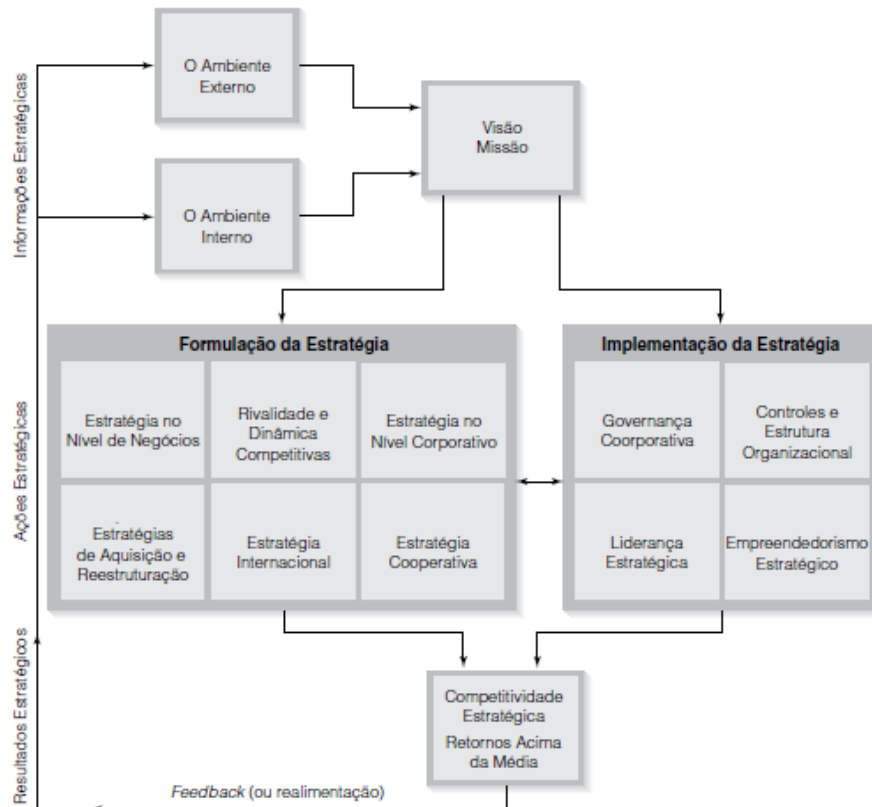 Informações Estratégicas
O Ambiente
Externo
O Ambiente
Interno
Visão
Missão
Ações Estratégicas
Formulação da Estratégia
Estratégia no
Nível de Negócios
Rivalidade e
Dinâmica
Competitivas
Estratégia no
Nível Corporativo
Estratégias
de Aquisição e
Reestruturação
Estratégia
Internacional
Estratégia
Cooperativa
Implementação da Estratégia
Governança
Coorporativa
Controles e
Estrutura
Organizacional
Liderança
Estratégica
Empreendedorismo
Estratégico
Resultados Estratégicos
Competitividade
Estratégica
Retornos Acima
da Média
Feedback (ou realimentação)